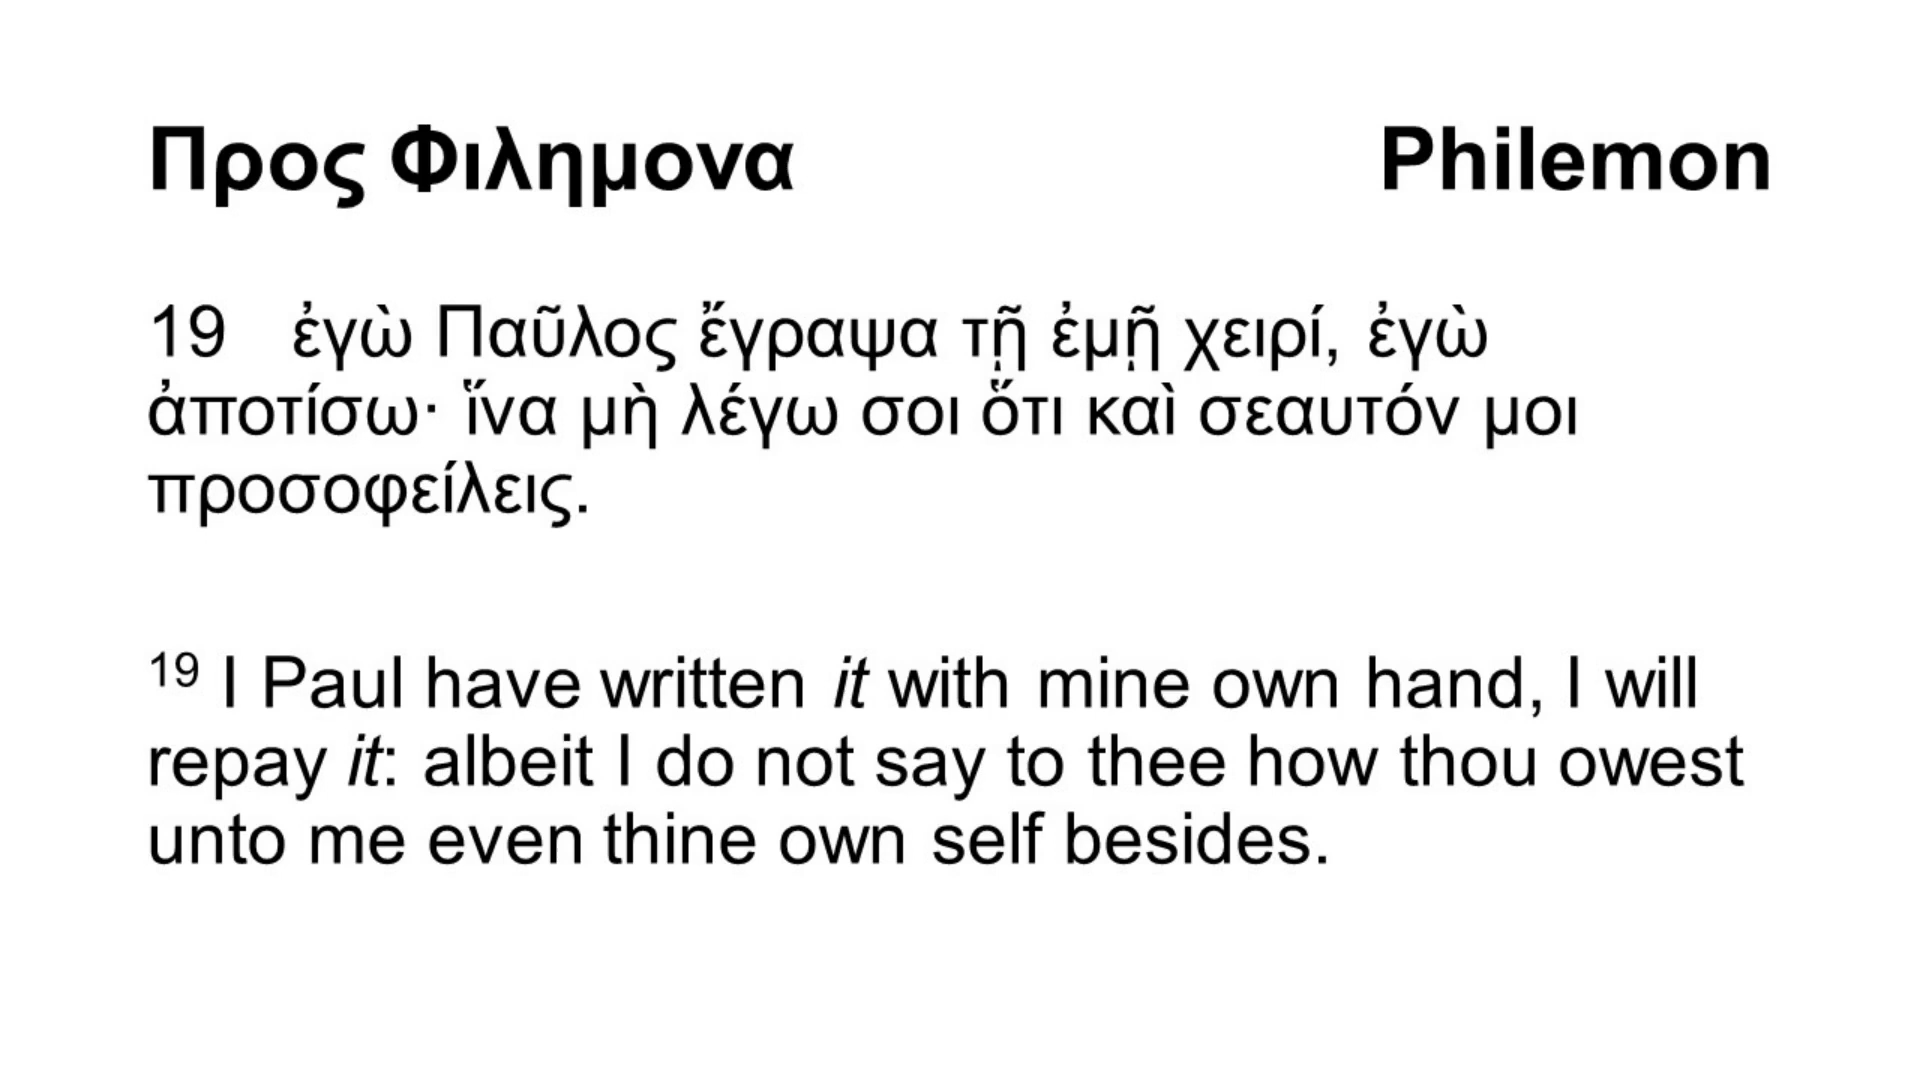 Προς Φιλημονα Philemon
19 ἐγὼ Παῦλος ἔγραψα τῇ ἐμῇ χειρί, ἐγὼ
ἀποτίσω· ἵνα μὴ λέγω σοι ὅτι καὶ σεαυτόν μοι
προσοφείλεις.
19 I Paul have written it with mine own hand, I will
repay it: albeit I do not say to thee how thou owest
unto me even thine own self besides.